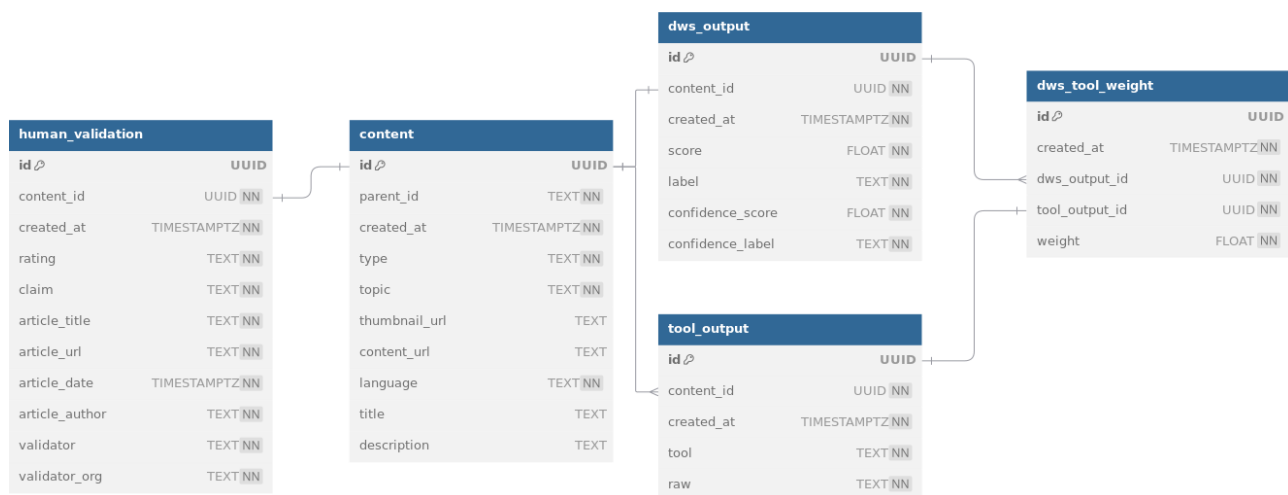 human_validation
id UUID
content_id UUID NN
created_at TIMESTAMPTZ NN
rating TEXT NN
claim TEXT NN
article_title TEXT NN
article_url TEXT NN
article_date TIMESTAMPTZ NN
article_author TEXT NN
validator TEXT NN
validator_org TEXT NN
content
id UUID
parent_id TEXT NN
created_at TIMESTAMPTZ NN
type TEXT NN
topic TEXT NN
thumbnail_url TEXT
content_url TEXT
language TEXT NN
title TEXT
description TEXT
dws_output
id UUID
content_id UUID NN
created_at TIMESTAMPTZ NN
score FLOAT NN
label TEXT NN
confidence_score FLOAT NN
confidence_label TEXT NN
tool_output
id UUID
content_id UUID NN
created_at TIMESTAMPTZ NN
tool TEXT NN
raw TEXT NN
dws_tool_weight
id UUID
created_at TIMESTAMPTZ NN
dws_output_id UUID NN
tool_output_id UUID NN
weight FLOAT NN